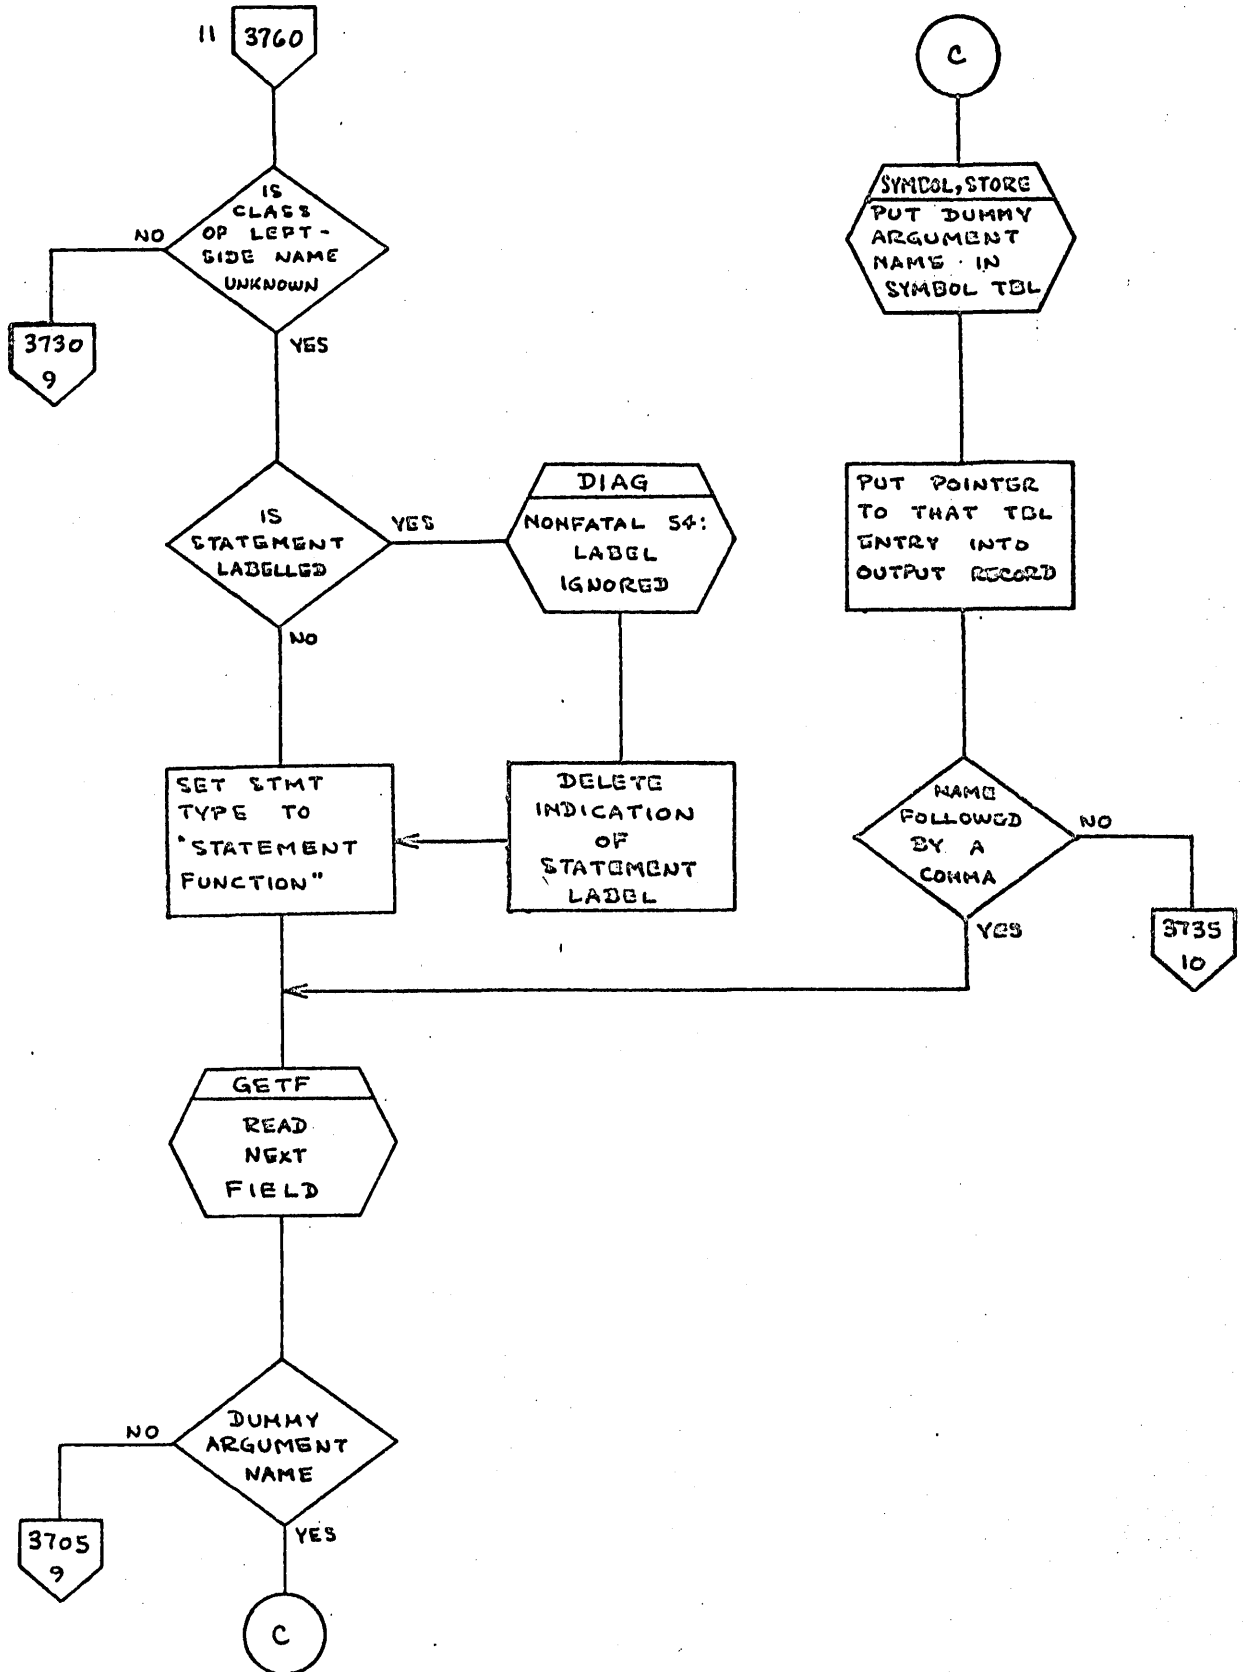 11 3760
IS
CLASS
OF LEFT-
SIDE NAME
UNKNOWN
NO
YES
3730
9
IS
STATEMENT
LABELLED
YES
NO
DIAG
NONFATAL 54:
LABEL
IGNORED
SET STMT
TYPE TO
"STATEMENT
FUNCTION"
DELETE
INDICATION
OF
STATEMENT
LABEL
GETF
READ
NEXT
FIELD
DUMMY
ARGUMENT
NAME
NO
YES
3705
9
C
C
SYMBOL,STORE
PUT DUMMY
ARGUMENT
NAME IN
SYMBOL TBL
PUT POINTER
TO THAT TBL
ENTRY INTO
OUTPUT RECORD
NAME
FOLLOWED
BY A
COMMA
NO
YES
3735
10